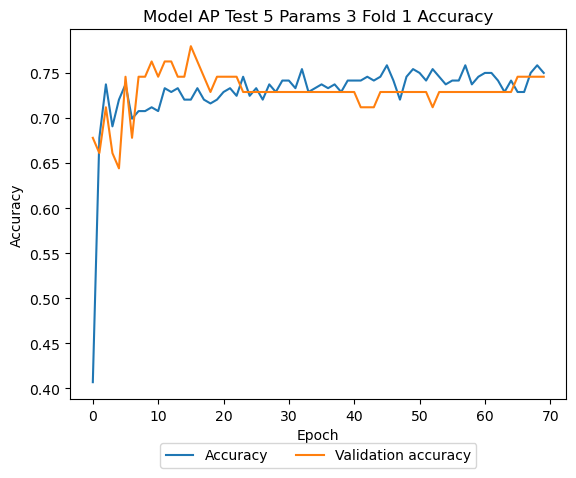 Model AP Test 5 Params 3 Fold 1 Accuracy
Accuracy
0.75
0.70
0.65
0.60
0.55
0.50
0.45
0.40
0 10 20 30 40 50 60 70
Epoch
Accuracy Validation accuracy